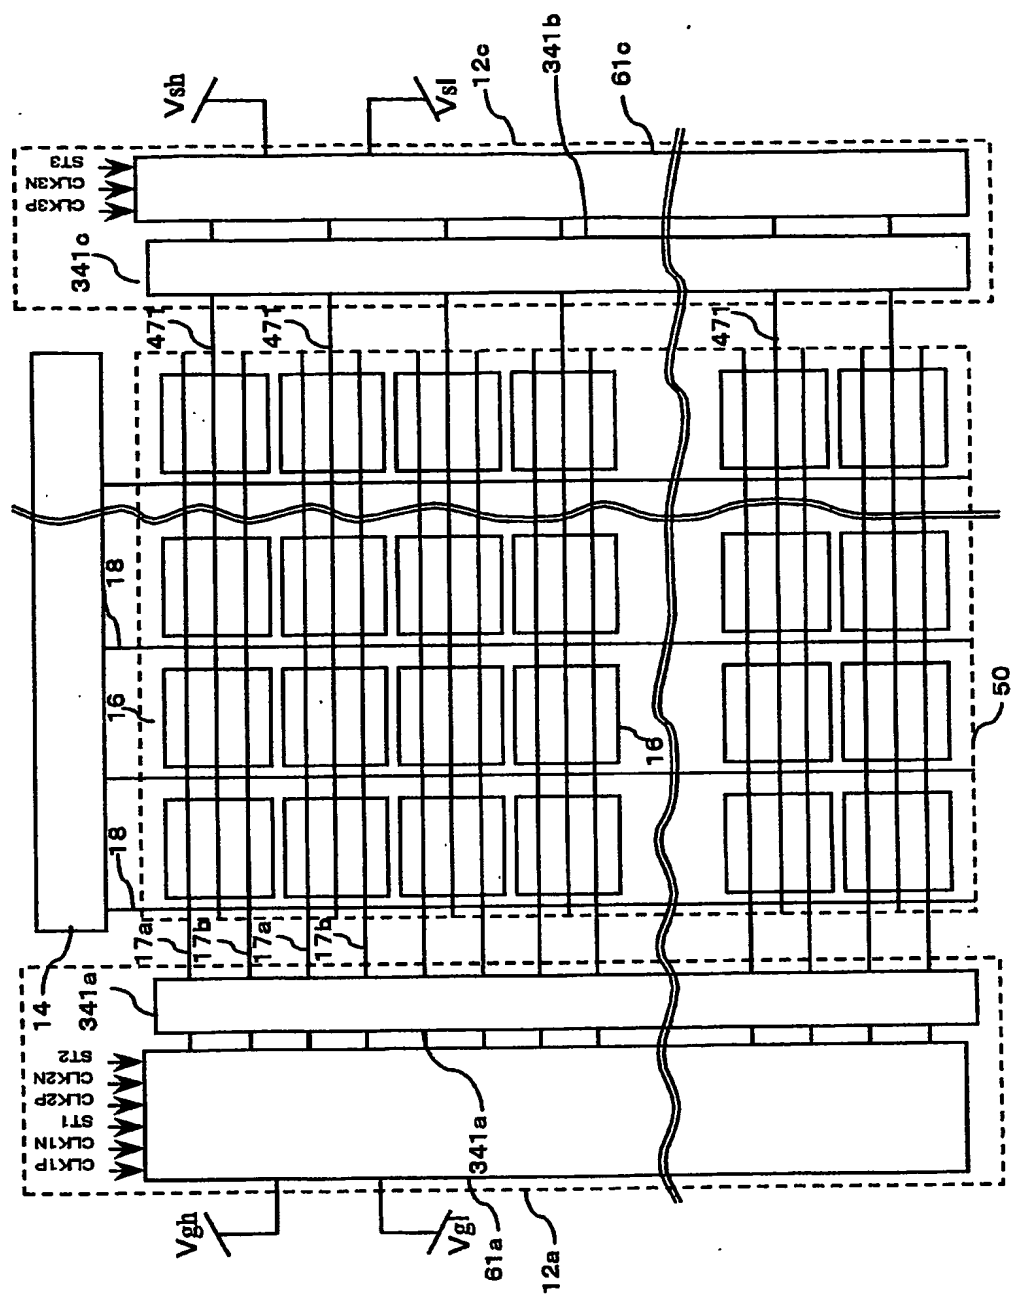 Vsh
Vsl
12c
341b
61c
ST3
CLK3N
CLK3P
341c
471
471
471
18
16
16
50
18
17a
17b
17a
17b
14
341a
ST2
CLK2N
CLK2P
ST1
CLK1N
CLK1P
341a
Vgh
Vgl
61a
12a